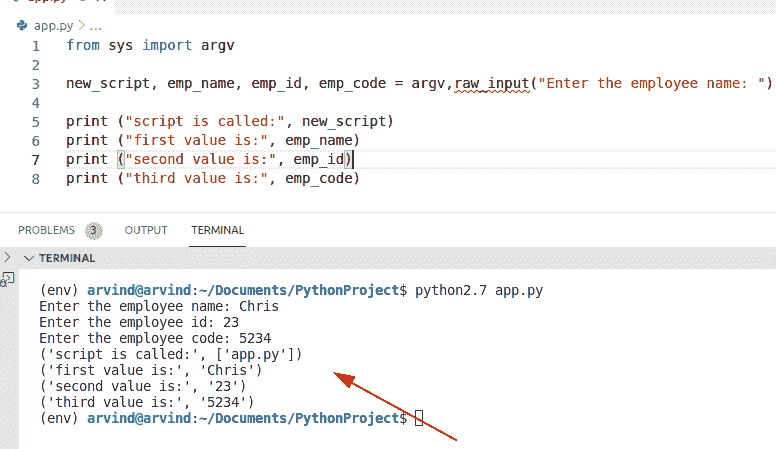 app.py
app.py > ...
1 from sys import argv
2
3 new_script, emp_name, emp_id, emp_code = argv,raw_input("Enter the employee name: ")
4
5 print ("script is called:", new_script)
6 print ("first value is:", emp_name)
7 print ("second value is:", emp_id)
8 print ("third value is:", emp_code)
PROBLEMS 3 OUTPUT TERMINAL
TERMINAL
(env) arvind@arvind:~/Documents/PythonProject$ python2.7 app.py
Enter the employee name: Chris
Enter the employee id: 23
Enter the employee code: 5234
('script is called:', ['app.py'])
('first value is:', 'Chris')
('second value is:', '23')
('third value is:', '5234')
(env) arvind@arvind:~/Documents/PythonProject$